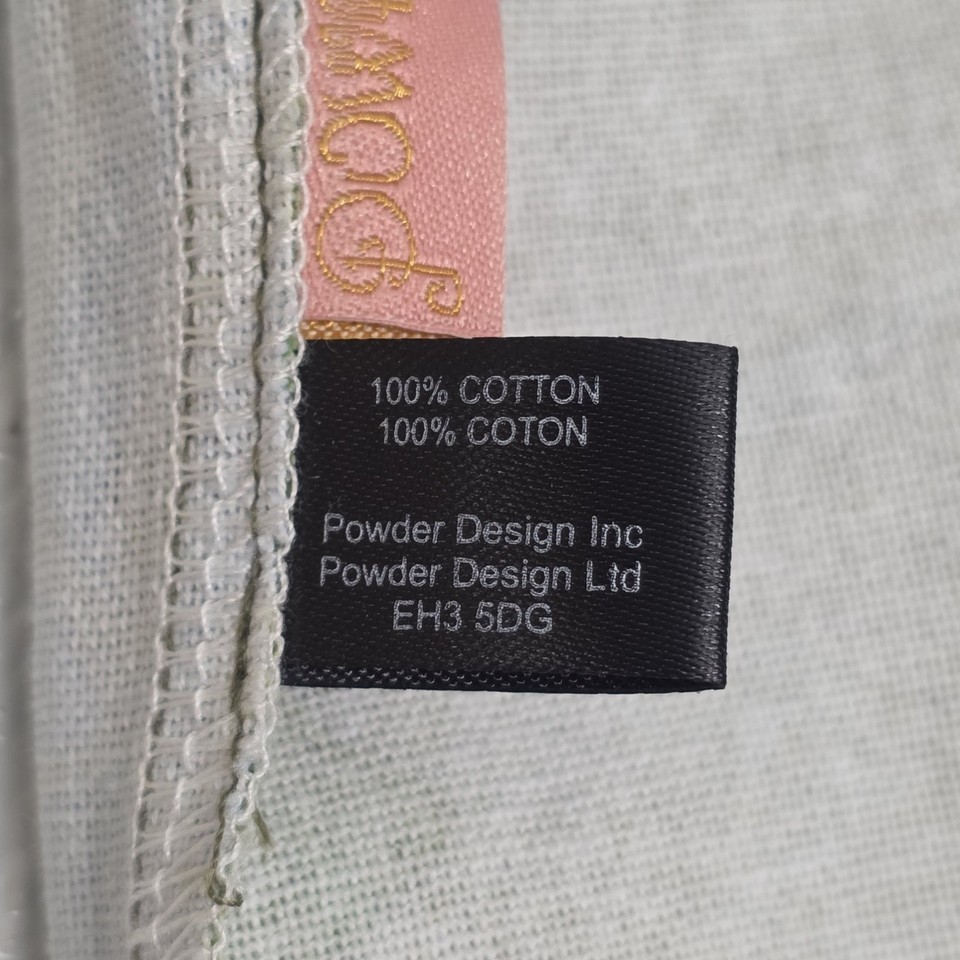 100% COTTON
100% COTON
Powder Design Inc
Powder Design Ltd
EH3 5DG